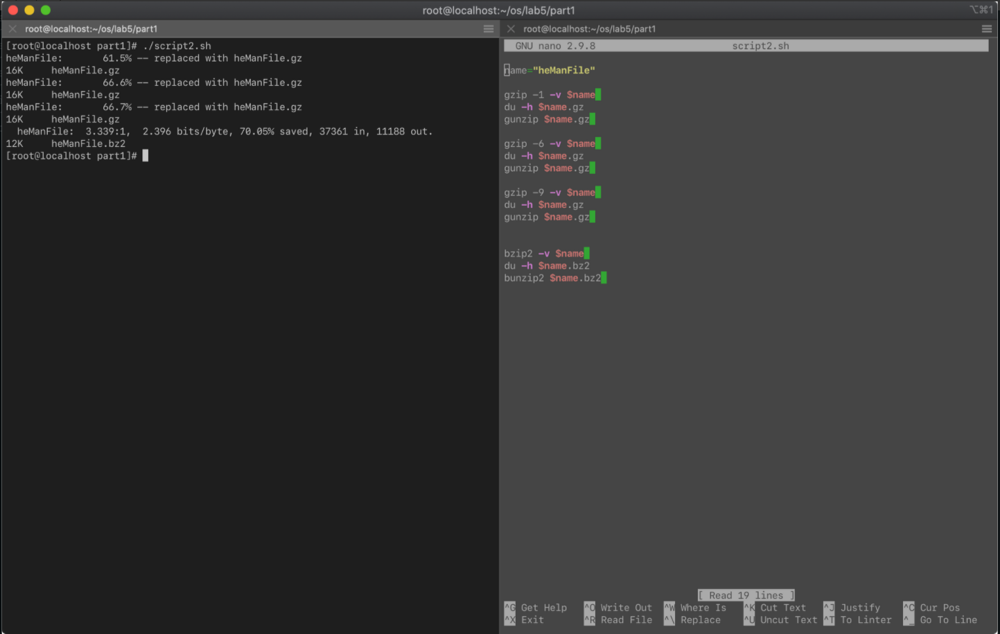 root@localhost:~/os/lab5/part1
⌥⌘1
root@localhost:~/os/lab5/part1
[root@localhost part1]# ./script2.sh
heManFile:       61.5% -- replaced with heManFile.gz
16K     heManFile.gz
heManFile:       66.6% -- replaced with heManFile.gz
16K     heManFile.gz
heManFile:       66.7% -- replaced with heManFile.gz
16K     heManFile.gz
  heManFile:  3.339:1,  2.396 bits/byte, 70.05% saved, 37361 in, 11188 out.
12K     heManFile.bz2
[root@localhost part1]#
root@localhost:~/os/lab5/part1
GNU nano 2.9.8                        script2.sh
name="heManFile"
gzip -1 -v $name
du -h $name.gz
gunzip $name.gz
gzip -6 -v $name
du -h $name.gz
gunzip $name.gz
gzip -9 -v $name
du -h $name.gz
gunzip $name.gz
bzip2 -v $name
du -h $name.bz2
bunzip2 $name.bz2
[ Read 19 lines ]
^G Get Help   ^O Write Out  ^W Where Is   ^K Cut Text   ^J Justify    ^C Cur Pos
^X Exit       ^R Read File  ^\ Replace    ^U Uncut Text ^T To Linter  ^_ Go To Line